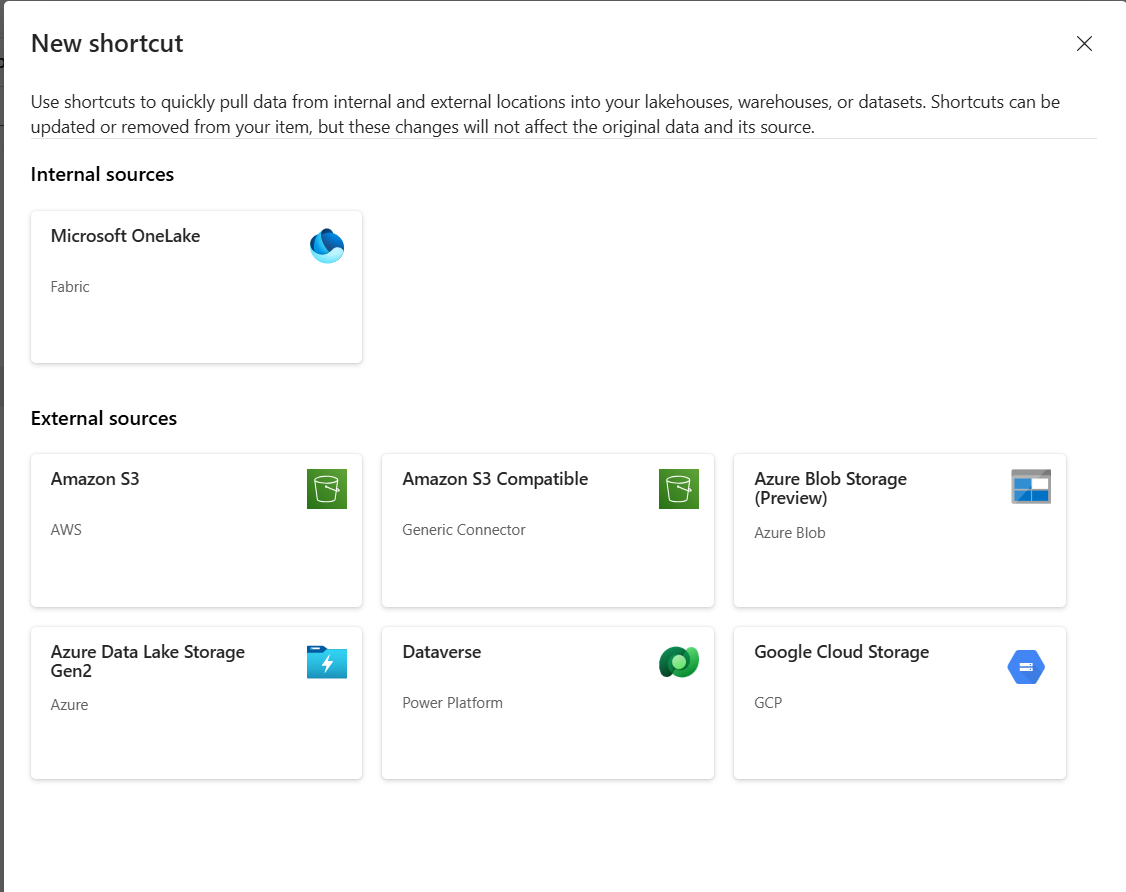 New shortcut
Use shortcuts to quickly pull data from internal and external locations into your lakehouses, warehouses, or datasets. Shortcuts can be
updated or removed from your item, but these changes will not affect the original data and its source.
Internal sources
Microsoft OneLake
Fabric
External sources
Amazon S3
AWS
Amazon S3 Compatible
Generic Connector
Azure Blob Storage
(Preview)
Azure Blob
Azure Data Lake Storage
Gen2
Azure
Dataverse
Power Platform
Google Cloud Storage
GCP